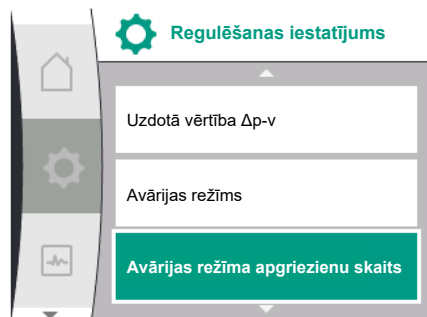 Regulēšanas iestatījums
Uzdotā vērtība Δp-v
Avārijas režīms
Avārijas režīma apgriezienu skaits